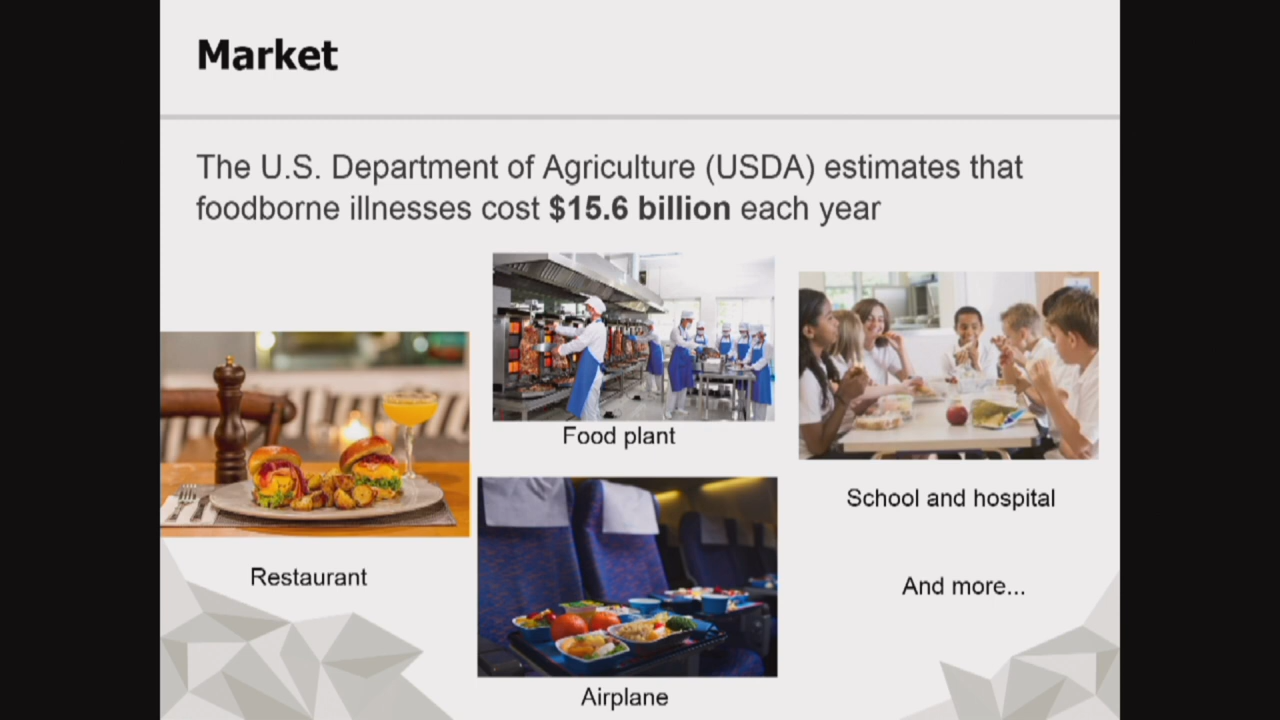 Market
The U.S. Department of Agriculture (USDA) estimates that
foodborne illnesses cost $15.6 billion each year
Food plant
School and hospital
Restaurant
And more...
Airplane